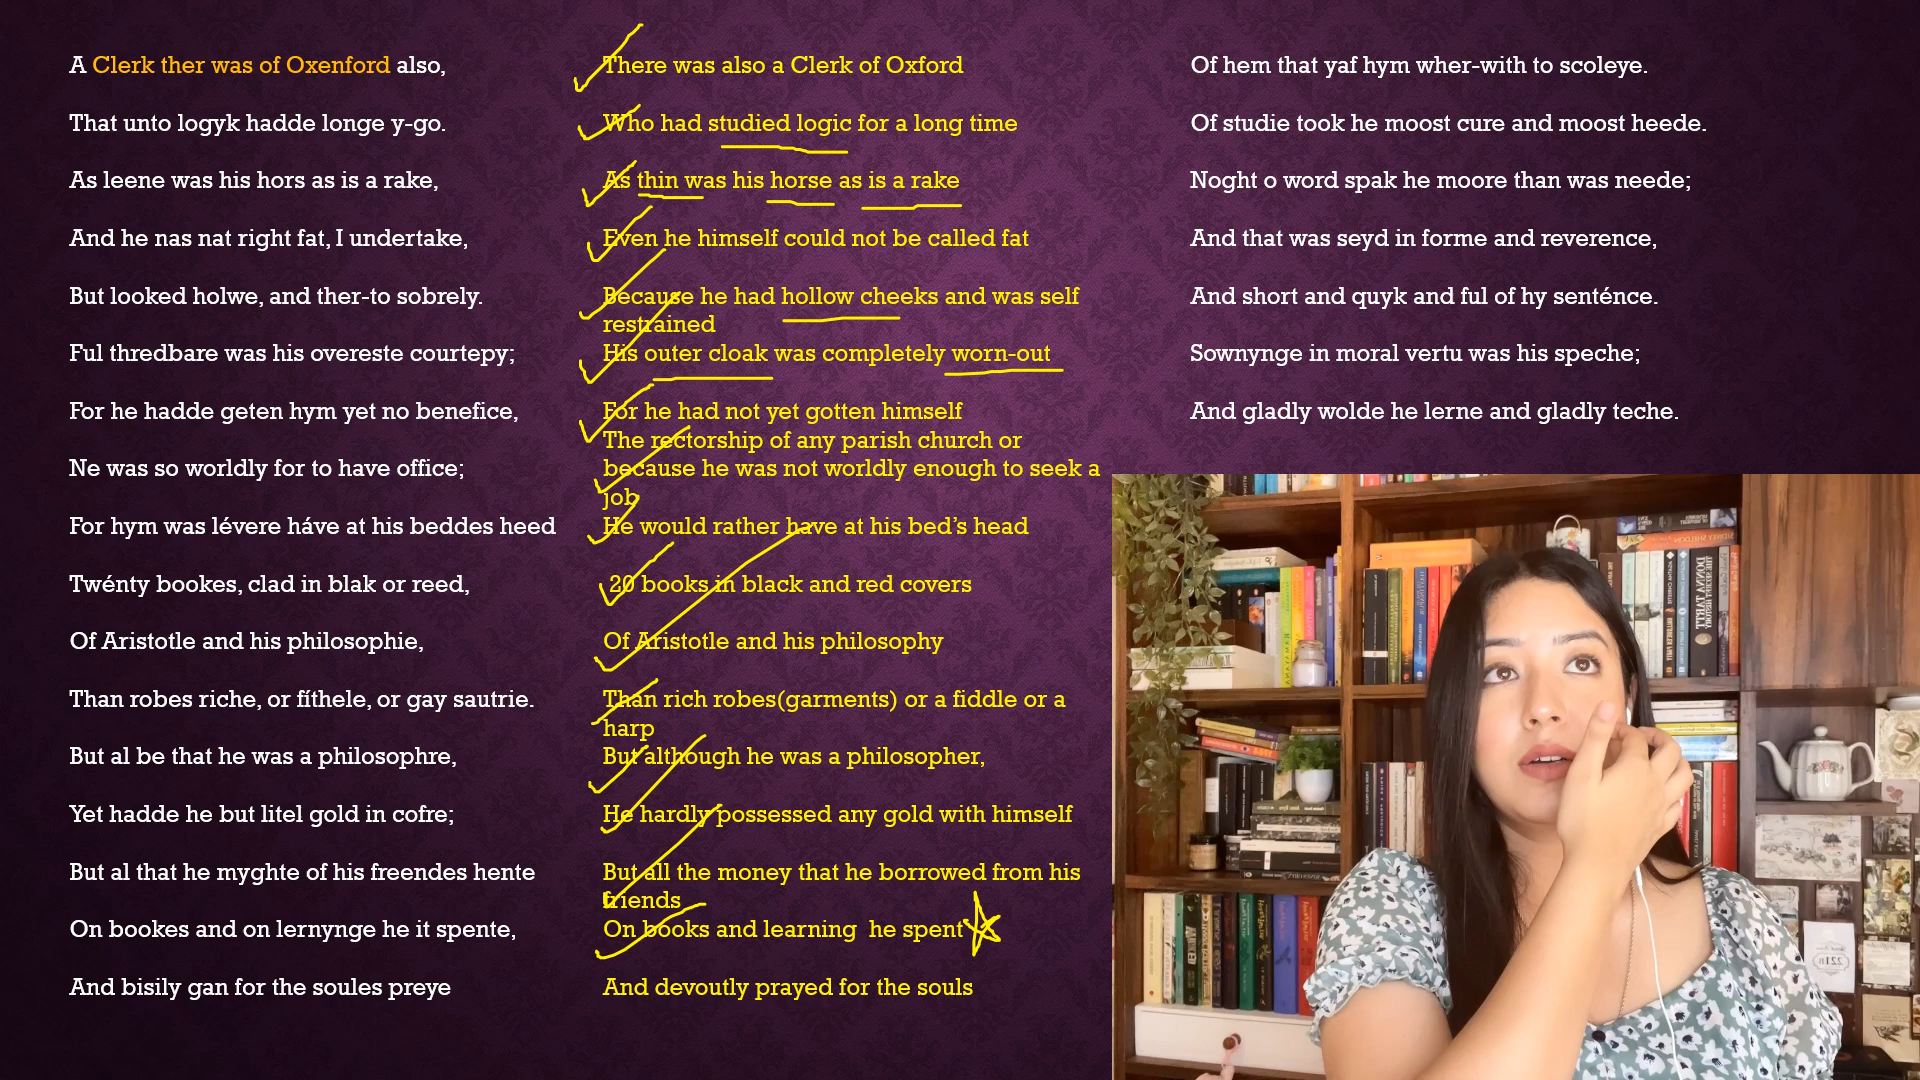 A Clerk ther was of Oxenford also,
That unto logyk hadde longe y-go.
As leene was his hors as is a rake,
And he nas nat right fat, I undertake,
But looked holwe, and ther-to sobrely.
Ful thredbare was his overeste courtepy;
For he hadde geten hym yet no benefice,
Ne was so worldly for to have office;
For hym was lévere háve at his beddes heed
Twénty bookes, clad in blak or reed,
Of Aristotle and his philosophie,
Than robes riche, or fíthele, or gay sautrie.
But al be that he was a philosophre,
Yet hadde he but litel gold in cofre;
But al that he myghte of his freendes hente
On bookes and on lernynge he it spente,
And bisily gan for the soules preye
There was also a Clerk of Oxford
Who had studied logic for a long time
As thin was his horse as is a rake
Even he himself could not be called fat
Because he had hollow cheeks and was self
restrained
His outer cloak was completely worn-out
For he had not yet gotten himself
The rectorship of any parish church or
because he was not worldly enough to seek a
job
He would rather have at his bed's head
20 books in black and red covers
Of Aristotle and his philosophy
Than rich robes(garments) or a fiddle or a
harp
But although he was a philosopher,
He hardly possessed any gold with himself
But all the money that he borrowed from his
friends
On books and learning he spent
And devoutly prayed for the souls
Of hem that yaf hym wher-with to scoleye.
Of studie took he moost cure and moost heede.
Noght o word spak he moore than was neede;
And that was seyd in forme and reverence,
And short and quyk and ful of hy senténce.
Sownynge in moral vertu was his speche;
And gladly wolde he lerne and gladly teche.
DONNA TARTT